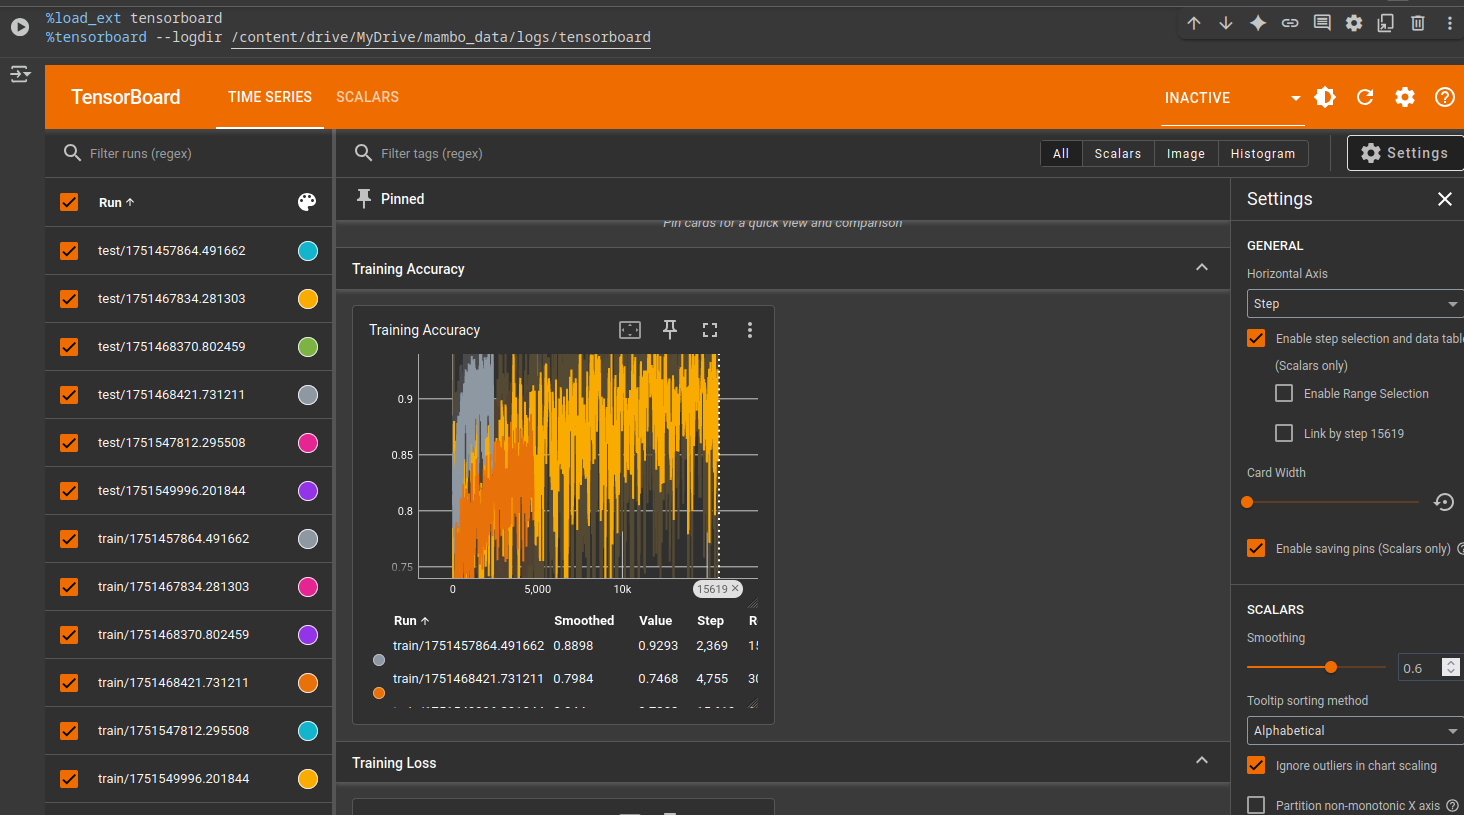 %load_ext tensorboard
%tensorboard --logdir /content/drive/MyDrive/mambo_data/logs/tensorboard
TensorBoard
TIME SERIES
SCALARS
INACTIVE
Filter runs (regex)
Run ↑
test/1751457864.491662
test/1751467834.281303
test/1751468370.802459
test/1751468421.731211
test/1751547812.295508
test/1751549996.201844
train/1751457864.491662
train/1751467834.281303
train/1751468370.802459
train/1751468421.731211
train/1751547812.295508
train/1751549996.201844
Filter tags (regex)
All
Scalars
Image
Histogram
Settings
Pinned
Pin cards for a quick view and comparison
Training Accuracy
Training Accuracy
0.9
0.85
0.8
0.75
0
5,000
10k
15619 ×
Run ↑ Smoothed Value Step R
train/1751457864.491662 0.8898 0.9293 2,369 15
train/1751468421.731211 0.7984 0.7468 4,755 30
Training Loss
Settings
GENERAL
Horizontal Axis
Step
Enable step selection and data table
(Scalars only)
Enable Range Selection
Link by step 15619
Card Width
Enable saving pins (Scalars only)
SCALARS
Smoothing
0.6
Tooltip sorting method
Alphabetical
Ignore outliers in chart scaling
Partition non-monotonic X axis